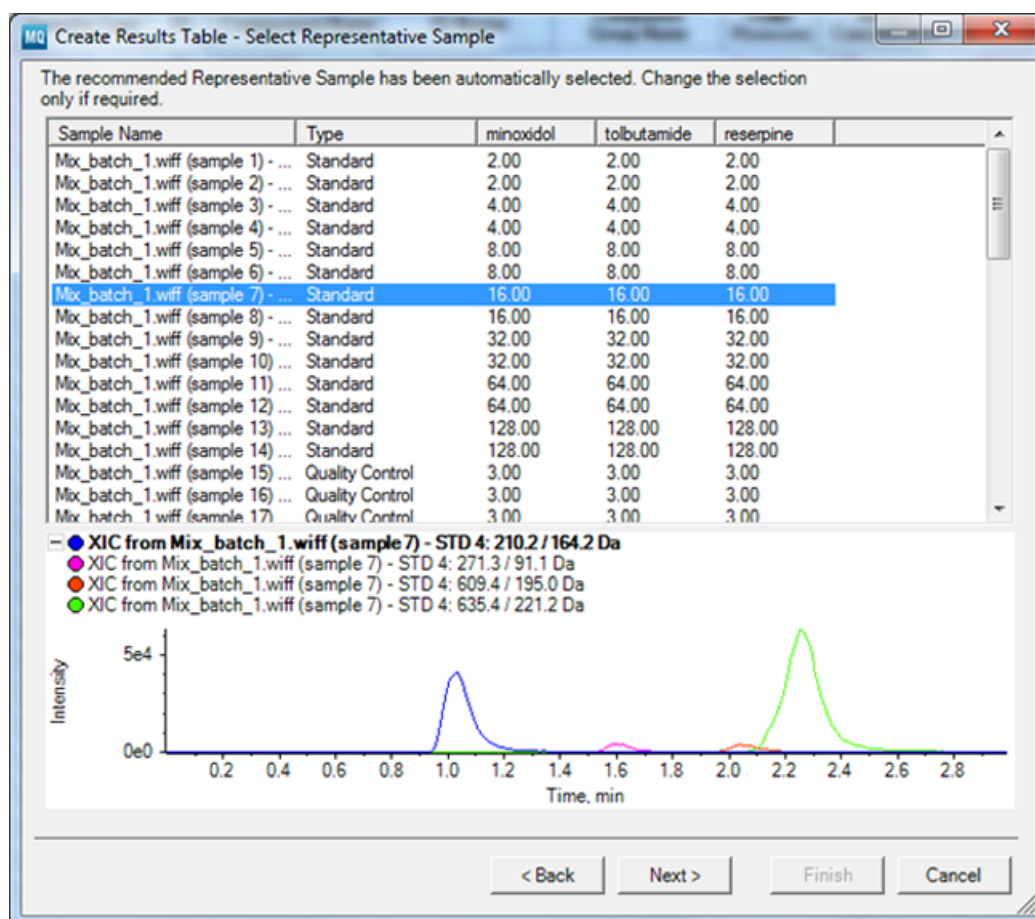 MQ Create Results Table - Select Representative Sample
The recommended Representative Sample has been automatically selected. Change the selection
only if required.
Sample Name Type minoxidol tolbutamide reserpine
Mix_batch_1.wiff (sample 1) - ... Standard 2.00 2.00 2.00
Mix_batch_1.wiff (sample 2) - ... Standard 2.00 2.00 2.00
Mix_batch_1.wiff (sample 3) - ... Standard 4.00 4.00 4.00
Mix_batch_1.wiff (sample 4) - ... Standard 4.00 4.00 4.00
Mix_batch_1.wiff (sample 5) - ... Standard 8.00 8.00 8.00
Mix_batch_1.wiff (sample 6) - ... Standard 8.00 8.00 8.00
Mix_batch_1.wiff (sample 7) - ... Standard 16.00 16.00 16.00
Mix_batch_1.wiff (sample 8) - ... Standard 16.00 16.00 16.00
Mix_batch_1.wiff (sample 9) - ... Standard 32.00 32.00 32.00
Mix_batch_1.wiff (sample 10) ... Standard 32.00 32.00 32.00
Mix_batch_1.wiff (sample 11) ... Standard 64.00 64.00 64.00
Mix_batch_1.wiff (sample 12) ... Standard 64.00 64.00 64.00
Mix_batch_1.wiff (sample 13) ... Standard 128.00 128.00 128.00
Mix_batch_1.wiff (sample 14) ... Standard 128.00 128.00 128.00
Mix_batch_1.wiff (sample 15) ... Quality Control 3.00 3.00 3.00
Mix_batch_1.wiff (sample 16) ... Quality Control 3.00 3.00 3.00
Mix_batch_1.wiff (sample 17) ... Quality Control 3.00 3.00 3.00
XIC from Mix_batch_1.wiff (sample 7) - STD 4: 210.2 / 164.2 Da
XIC from Mix_batch_1.wiff (sample 7) - STD 4: 271.3 / 91.1 Da
XIC from Mix_batch_1.wiff (sample 7) - STD 4: 609.4 / 195.0 Da
XIC from Mix_batch_1.wiff (sample 7) - STD 4: 635.4 / 221.2 Da
5e4
Intensity
0e0
0.2 0.4 0.6 0.8 1.0 1.2 1.4 1.6 1.8 2.0 2.2 2.4 2.6 2.8
Time, min
< Back Next > Finish Cancel